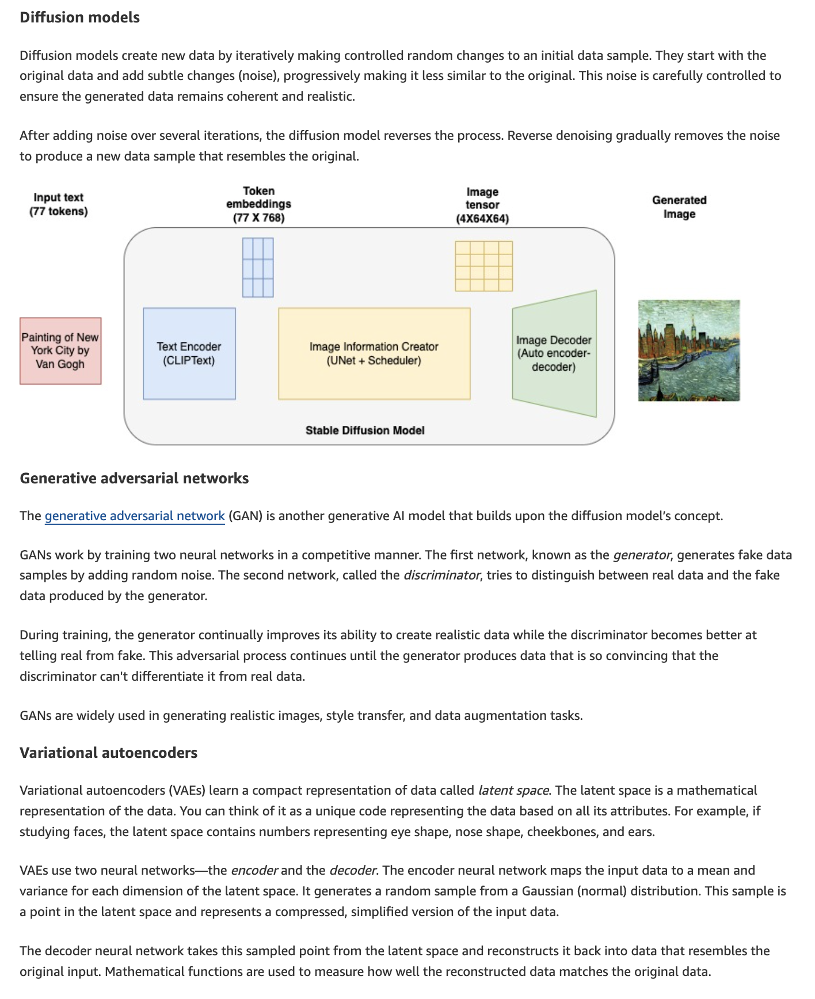 Diffusion models
Diffusion models create new data by iteratively making controlled random changes to an initial data sample. They start with the
original data and add subtle changes (noise), progressively making it less similar to the original. This noise is carefully controlled to
ensure the generated data remains coherent and realistic.
After adding noise over several iterations, the diffusion model reverses the process. Reverse denoising gradually removes the noise
to produce a new data sample that resembles the original.
Input text
(77 tokens)
Token
embeddings
(77 X 768)
Image
tensor
(4X64X64)
Generated
Image
Painting of New
York City by
Van Gogh
Text Encoder
(CLIPText)
Image Information Creator
(UNet + Scheduler)
Image Decoder
(Auto encoder-
decoder)
Stable Diffusion Model
Generative adversarial networks
The generative adversarial network (GAN) is another generative AI model that builds upon the diffusion model’s concept.
GANs work by training two neural networks in a competitive manner. The first network, known as the generator, generates fake data
samples by adding random noise. The second network, called the discriminator, tries to distinguish between real data and the fake
data produced by the generator.
During training, the generator continually improves its ability to create realistic data while the discriminator becomes better at
telling real from fake. This adversarial process continues until the generator produces data that is so convincing that the
discriminator can't differentiate it from real data.
GANs are widely used in generating realistic images, style transfer, and data augmentation tasks.
Variational autoencoders
Variational autoencoders (VAEs) learn a compact representation of data called latent space. The latent space is a mathematical
representation of the data. You can think of it as a unique code representing the data based on all its attributes. For example, if
studying faces, the latent space contains numbers representing eye shape, nose shape, cheekbones, and ears.
VAEs use two neural networks—the encoder and the decoder. The encoder neural network maps the input data to a mean and
variance for each dimension of the latent space. It generates a random sample from a Gaussian (normal) distribution. This sample is
a point in the latent space and represents a compressed, simplified version of the input data.
The decoder neural network takes this sampled point from the latent space and reconstructs it back into data that resembles the
original input. Mathematical functions are used to measure how well the reconstructed data matches the original data.